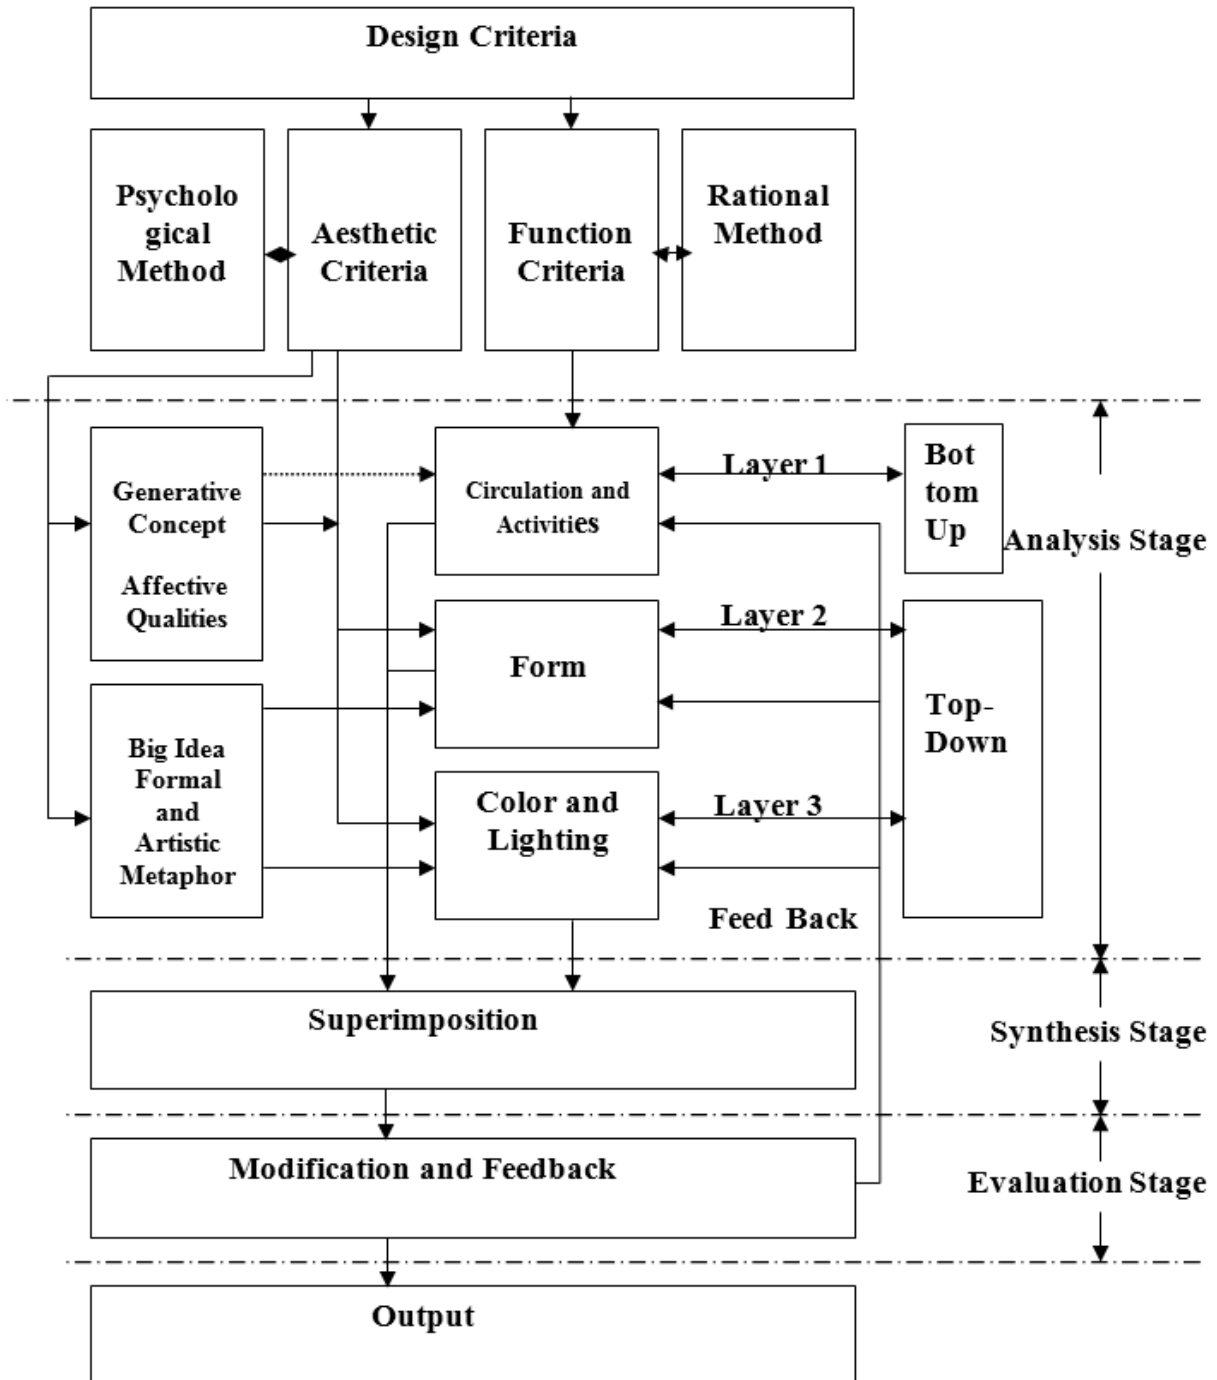 Design Criteria
Psycholo
gical
Method
Aesthetic
Criteria
Function
Criteria
Rational
Method
Generative
Concept
Affective
Qualities
Circulation and
Activities
Layer 1
Bot
tom
Up
Analysis Stage
Form
Layer 2
Top-
Down
Big Idea
Formal
and
Artistic
Metaphor
Color and
Lighting
Layer 3
Feed Back
Superimposition
Synthesis Stage
Modification and Feedback
Evaluation Stage
Output